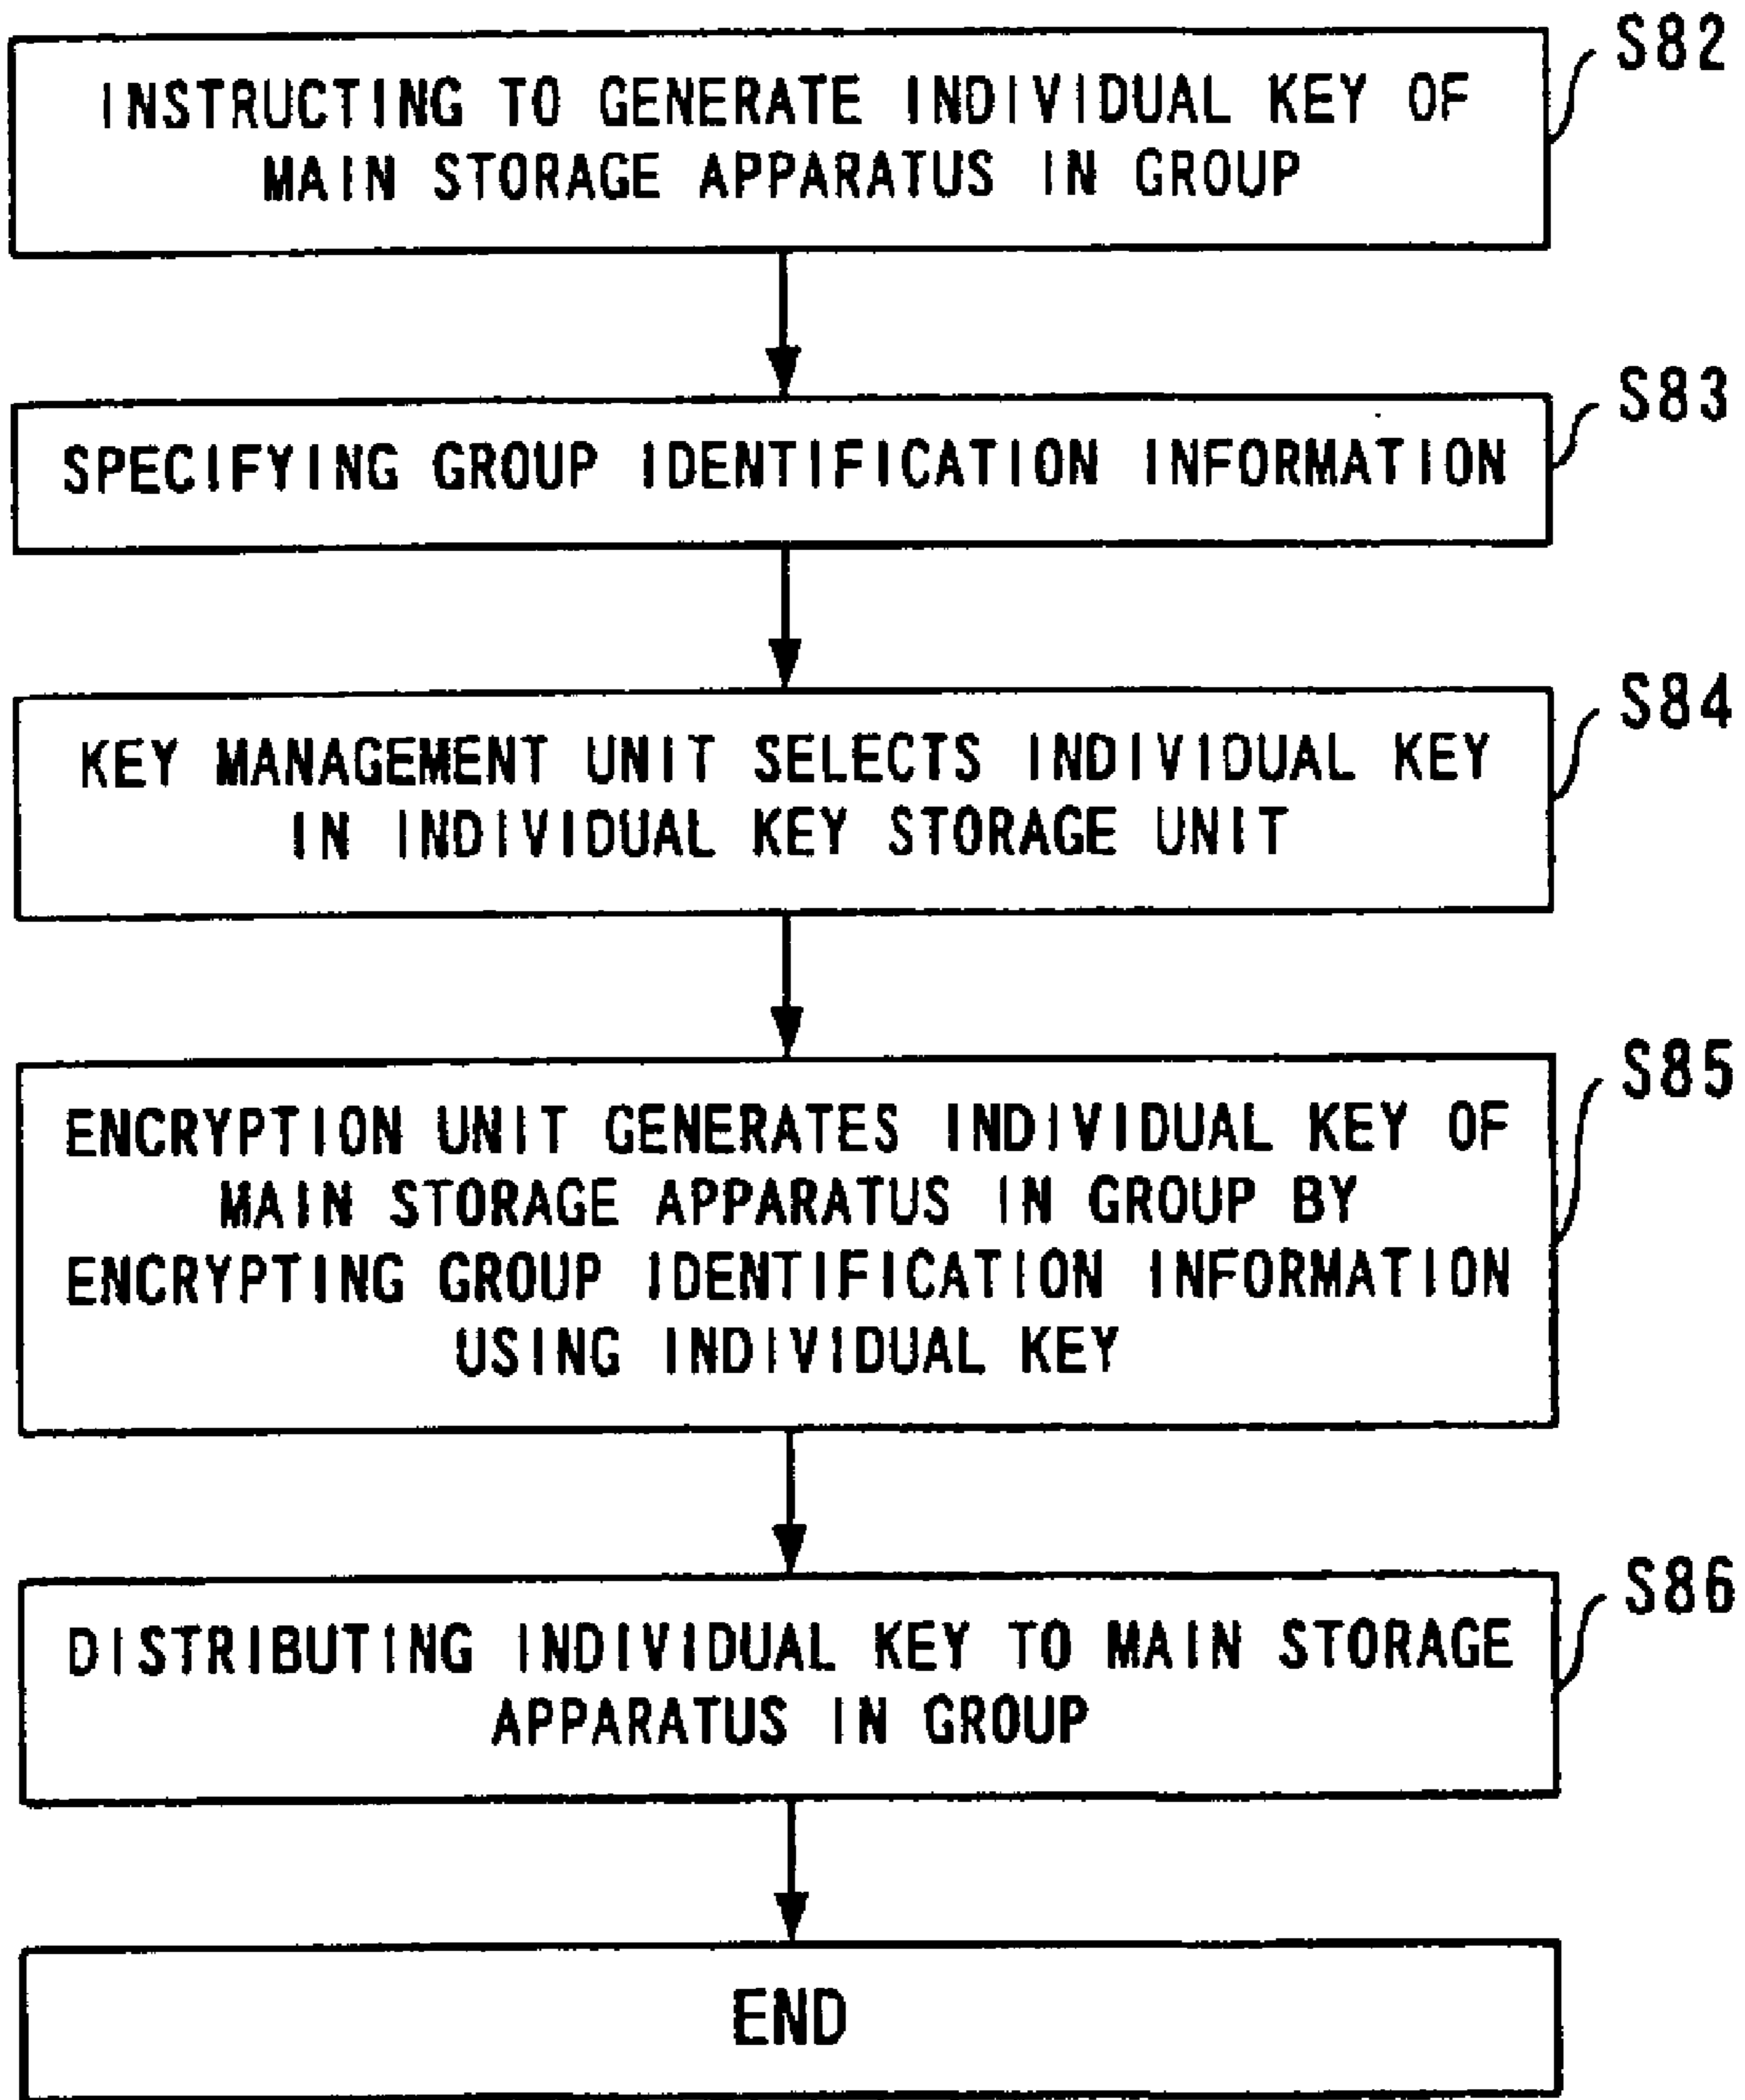 S82
INSTRUCTING TO GENERATE INDIVIDUAL KEY OF
MAIN STORAGE APPARATUS IN GROUP
S83
SPECIFYING GROUP IDENTIFICATION INFORMATION
S84
KEY MANAGEMENT UNIT SELECTS INDIVIDUAL KEY
IN INDIVIDUAL KEY STORAGE UNIT
S85
ENCRYPTION UNIT GENERATES INDIVIDUAL KEY OF
MAIN STORAGE APPARATUS IN GROUP BY
ENCRYPTING GROUP IDENTIFICATION INFORMATION
USING INDIVIDUAL KEY
S86
DISTRIBUTING INDIVIDUAL KEY TO MAIN STORAGE
APPARATUS IN GROUP
END